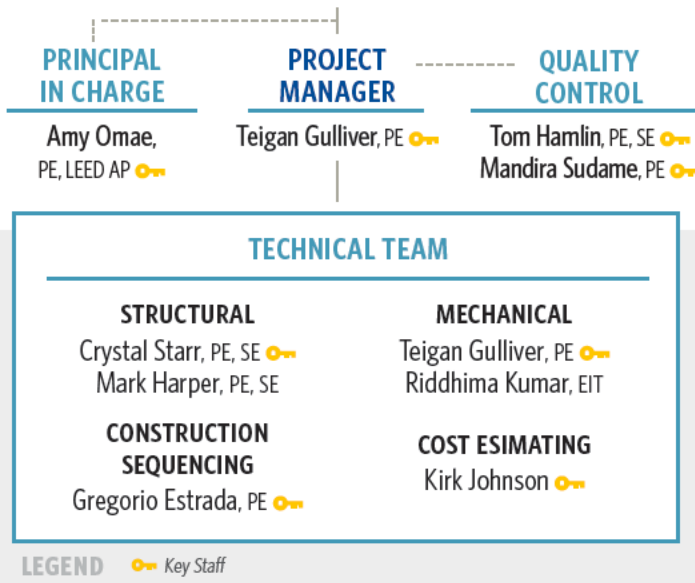 PRINCIPAL
IN CHARGE
Amy Omae,
PE, LEED AP
PROJECT
MANAGER
Teigan Gulliver, PE
QUALITY
CONTROL
Tom Hamlin, PE, SE
Mandira Sudame, PE
TECHNICAL TEAM
STRUCTURAL
Crystal Starr, PE, SE
Mark Harper, PE, SE
MECHANICAL
Teigan Gulliver, PE
Riddhima Kumar, EIT
CONSTRUCTION
SEQUENCING
Gregorio Estrada, PE
COST ESIMATING
Kirk Johnson
LEGEND Key Staff